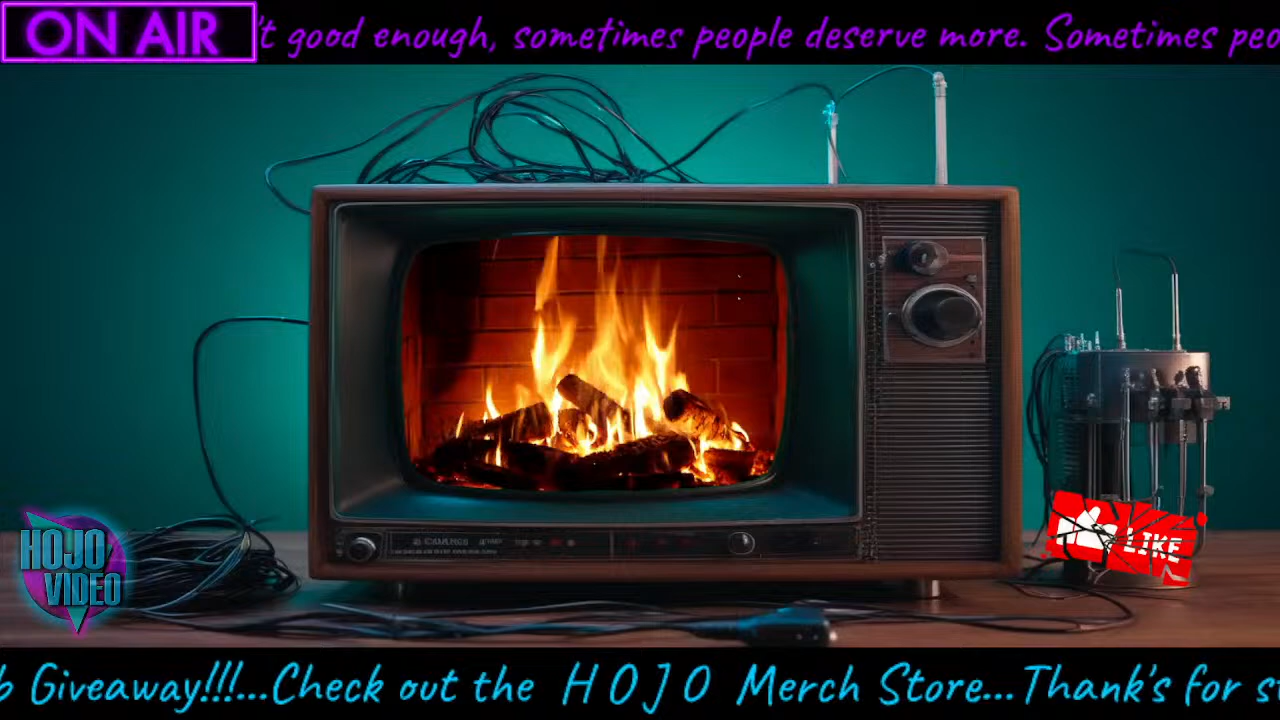 ON AIR
't good enough, sometimes people deserve more. Sometimes peo
HOJO
VIDEO
LIKE
b Giveaway!!!...Check out the H O J O Merch Store...Thank's for s